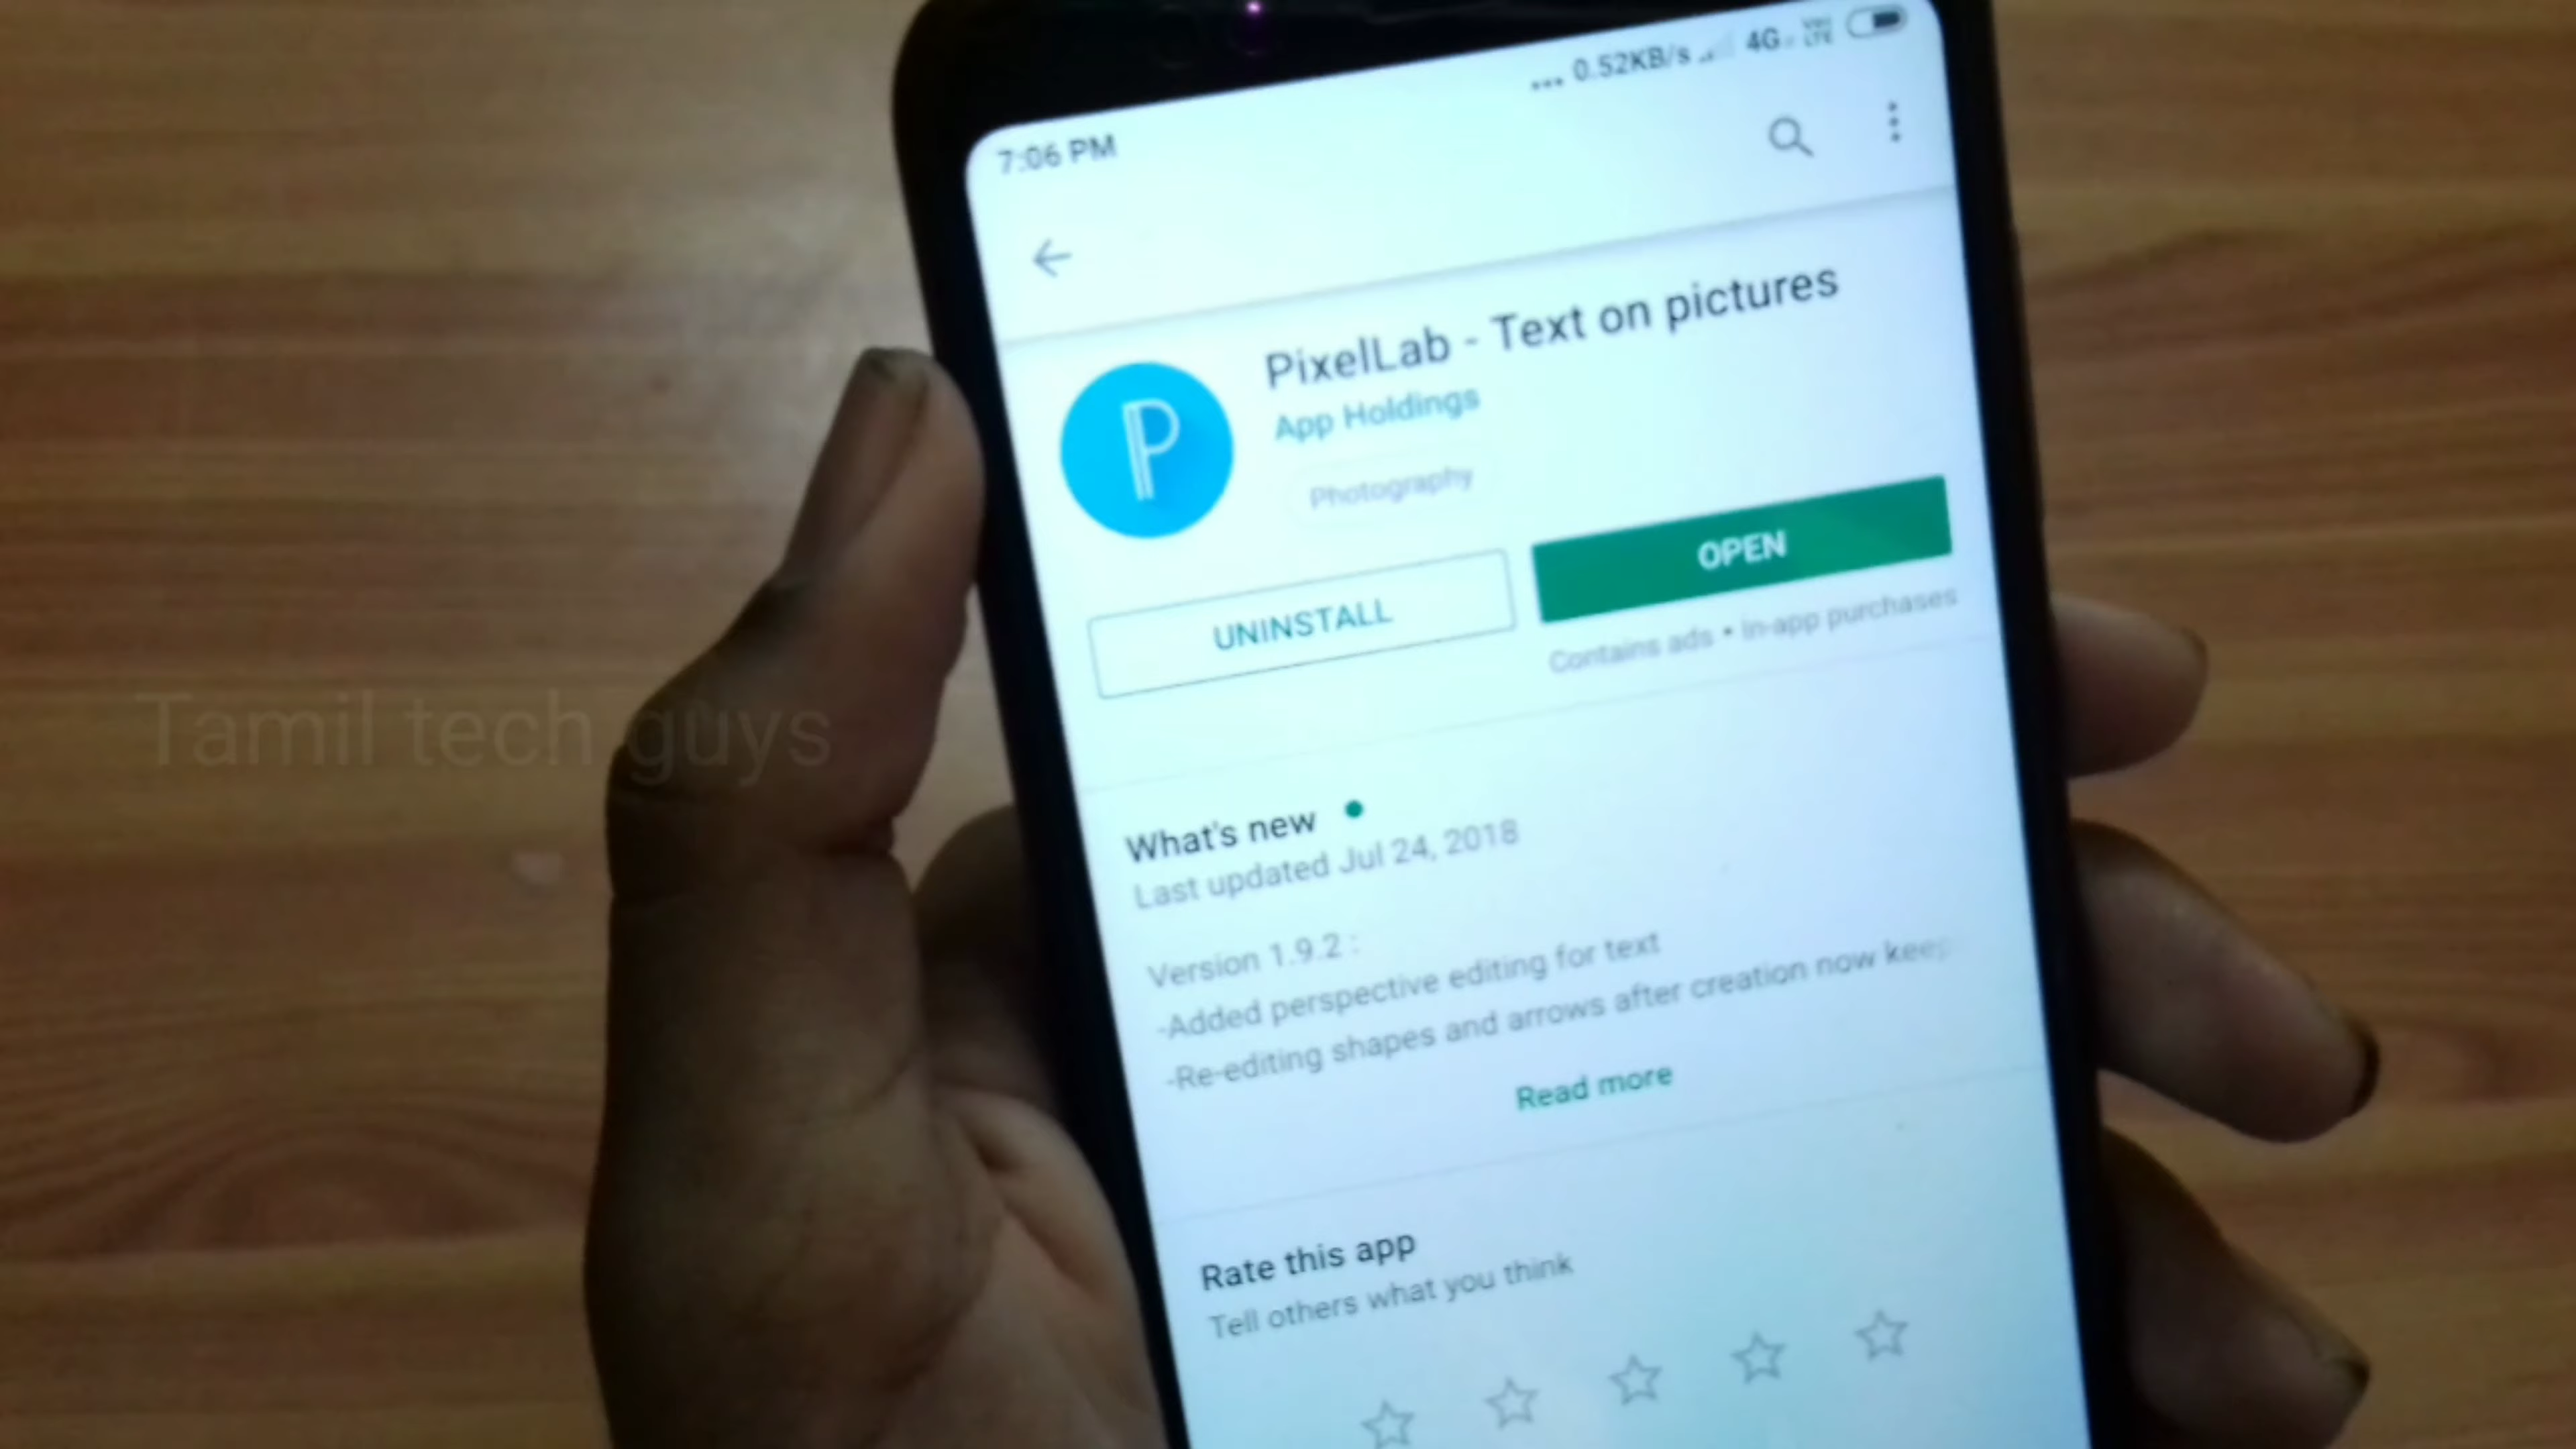 7:06 PM
... 0.52KB/s 4G VoLTE
PixelLab - Text on pictures
App Holdings
Photography
UNINSTALL
OPEN
Contains ads • In-app purchases
Tamil tech guys
What's new
Last updated Jul 24, 2018
Version 1.9.2 :
-Added perspective editing for text
-Re-editing shapes and arrows after creation now keep
Read more
Rate this app
Tell others what you think